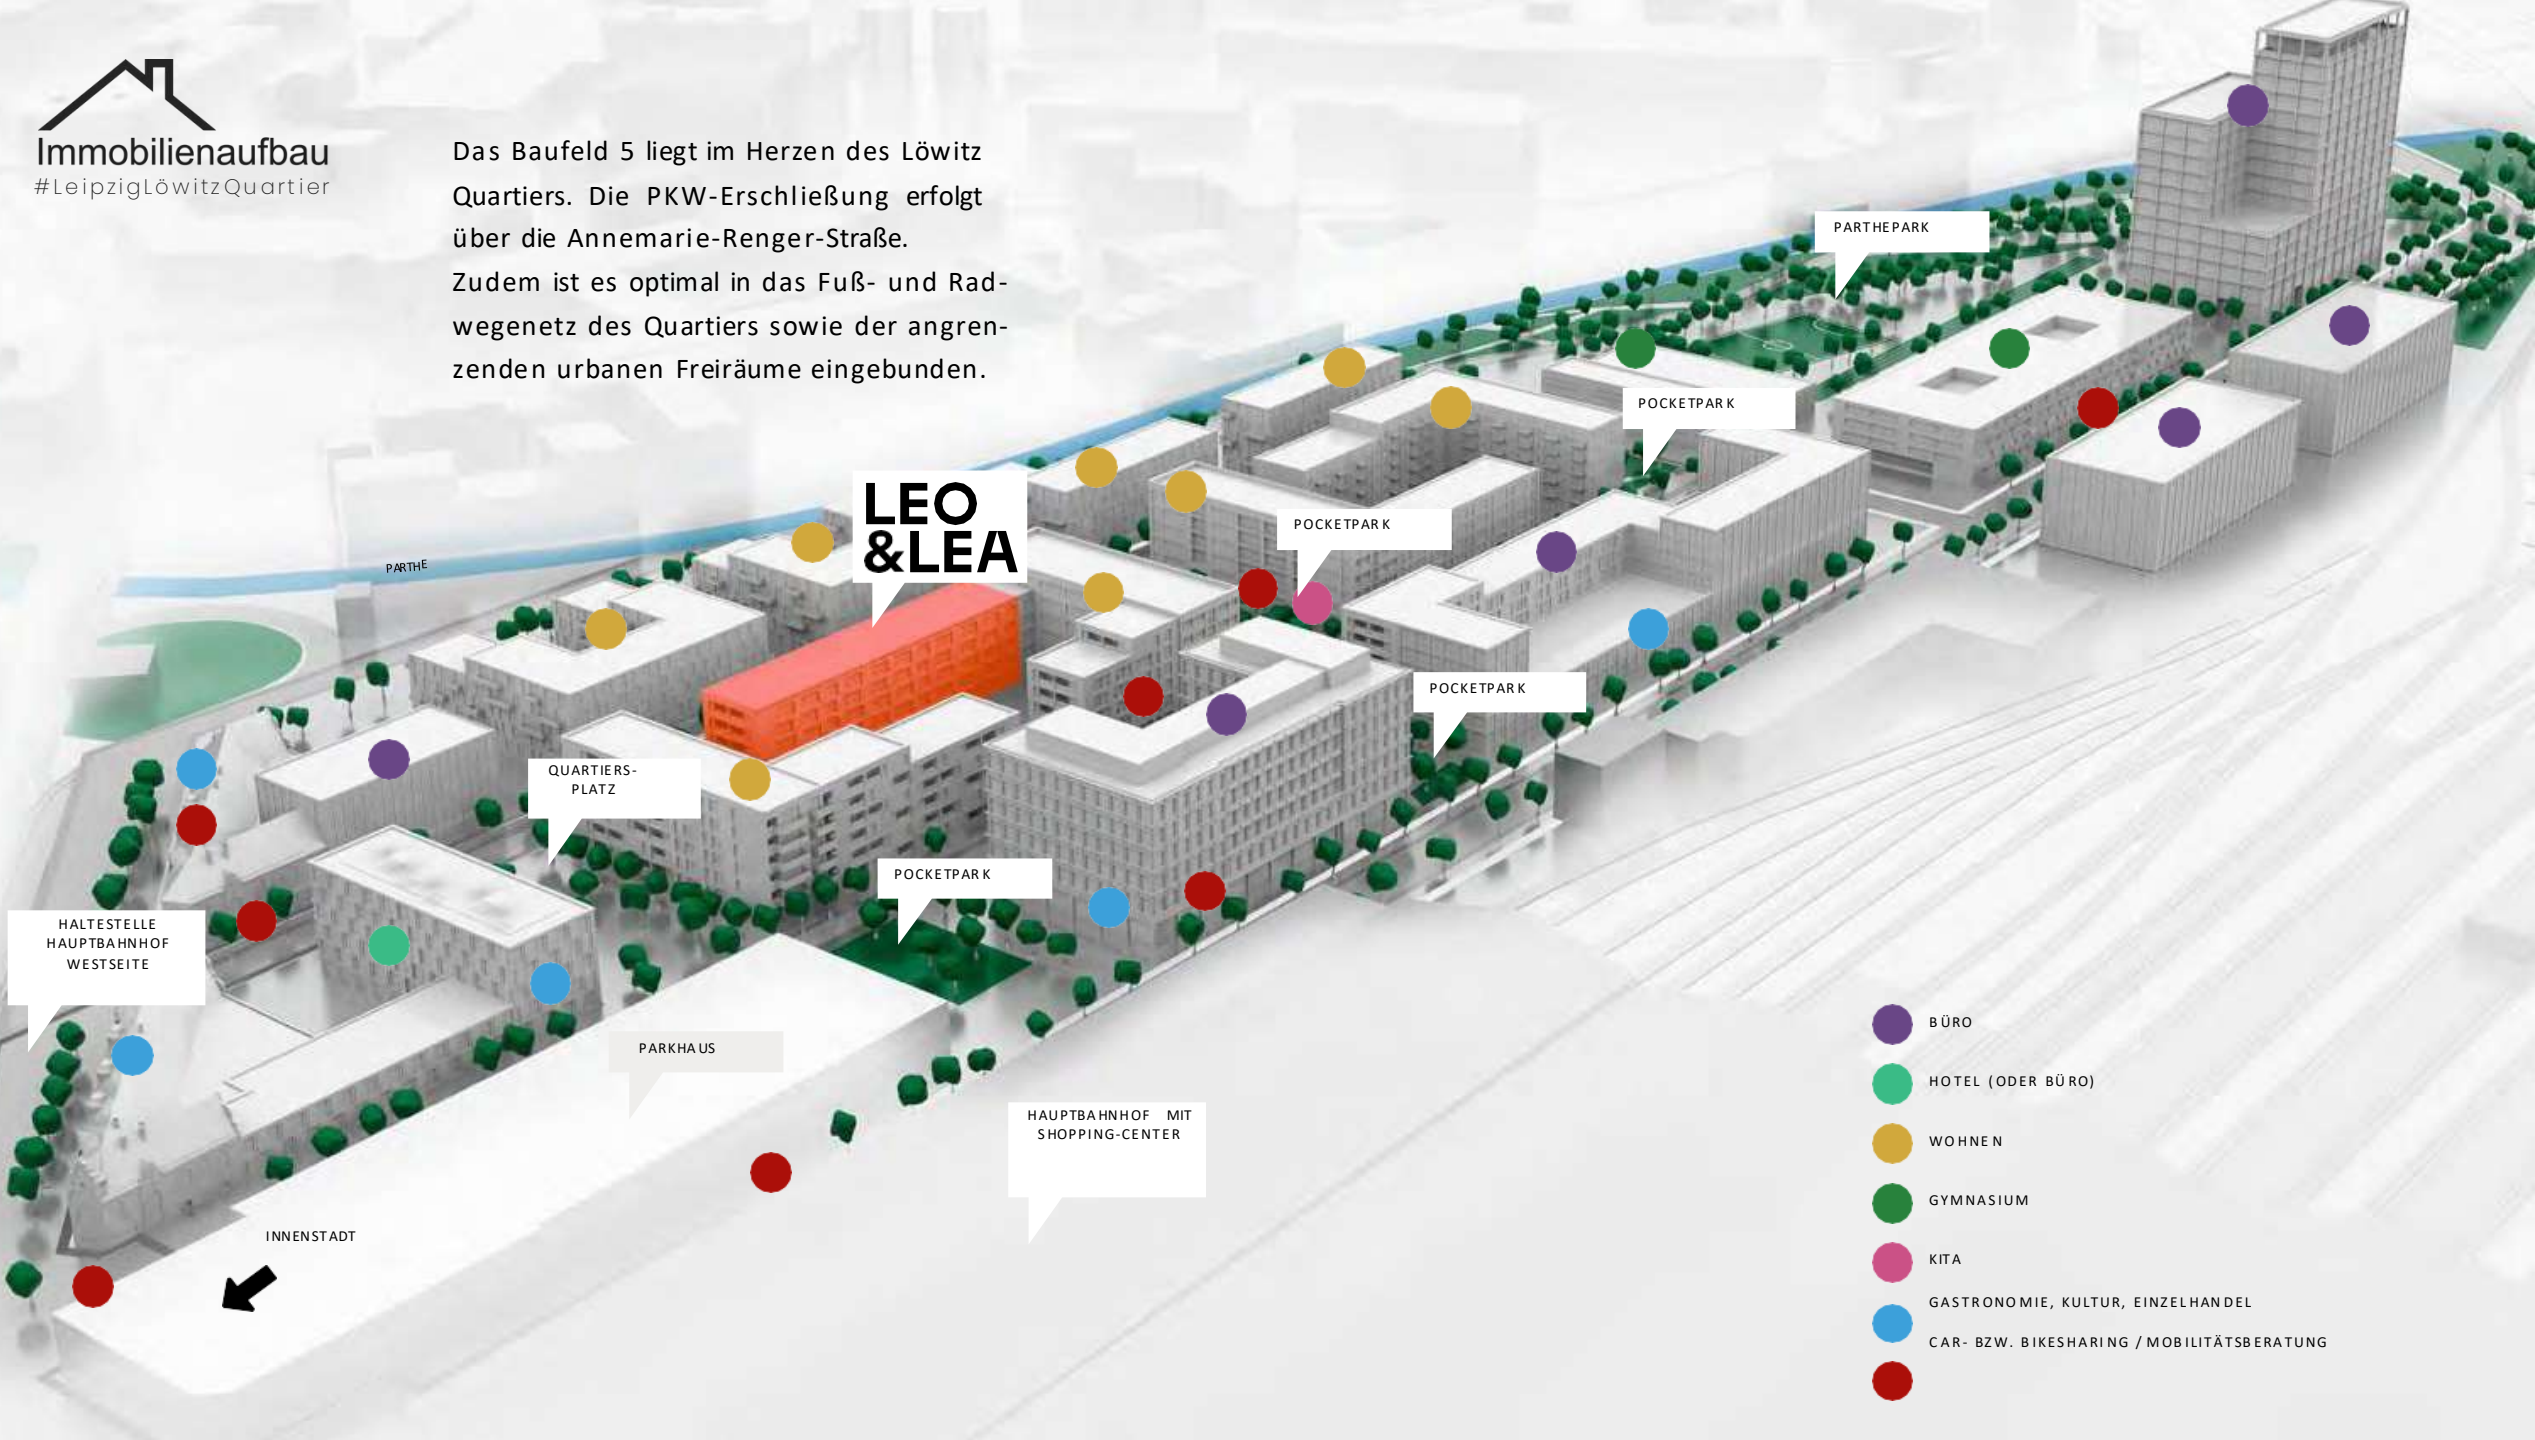 Immobilienaufbau
#LeipzigLöwitzQuartier
Das Baufeld 5 liegt im Herzen des Löwitz
Quartiers. Die PKW-Erschließung erfolgt
über die Annemarie-Renger-Straße.
Zudem ist es optimal in das Fuß- und Rad-
wegenetz des Quartiers sowie der angren-
zenden urbanen Freiräume eingebunden.
PARTHEPARK
POCKETPARK
LEO
&LEA
POCKETPARK
PARTHE
POCKETPARK
QUARTIERS-
PLATZ
POCKETPARK
HALTESTELLE
HAUPTBAHNHOF
WESTSEITE
PARKHAUS
HAUPTBAHNHOF MIT
SHOPPING-CENTER
INNENSTADT
BÜRO
HOTEL (ODER BÜRO)
WOHNEN
GYMNASIUM
KITA
GASTRONOMIE, KULTUR, EINZELHANDEL
CAR- BZW. BIKESHARING / MOBILITÄTSBERATUNG